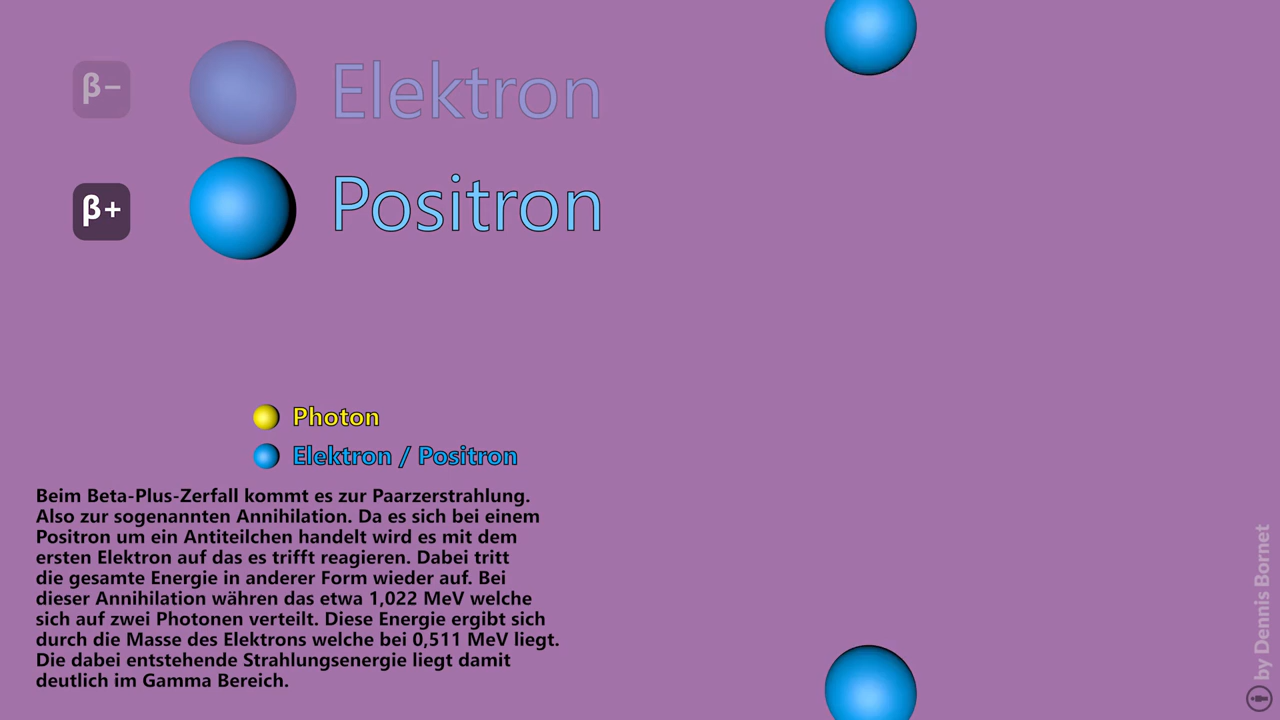 β−
Elektron
β+
Positron
Photon
Elektron / Positron
Beim Beta-Plus-Zerfall kommt es zur Paarzerstrahlung.
Also zur sogenannten Annihilation. Da es sich bei einem
Positron um ein Antiteilchen handelt wird es mit dem
ersten Elektron auf das es trifft reagieren. Dabei tritt
die gesamte Energie in anderer Form wieder auf. Bei
dieser Annihilation währen das etwa 1,022 MeV welche
sich auf zwei Photonen verteilt. Diese Energie ergibt sich
durch die Masse des Elektrons welche bei 0,511 MeV liegt.
Die dabei entstehende Strahlungsenergie liegt damit
deutlich im Gamma Bereich.
by Dennis Bornet